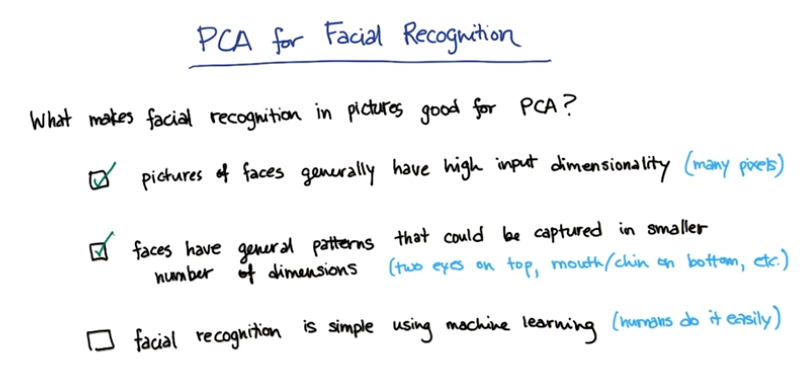 PCA for Facial Recognition
What makes facial recognition in pictures good for PCA?
pictures of faces generally have high input dimensionality (many pixels)
faces have general patterns that could be captured in smaller
number of dimensions (two eyes on top, mouth/chin on bottom, etc.)
facial recognition is simple using machine learning (humans do it easily)